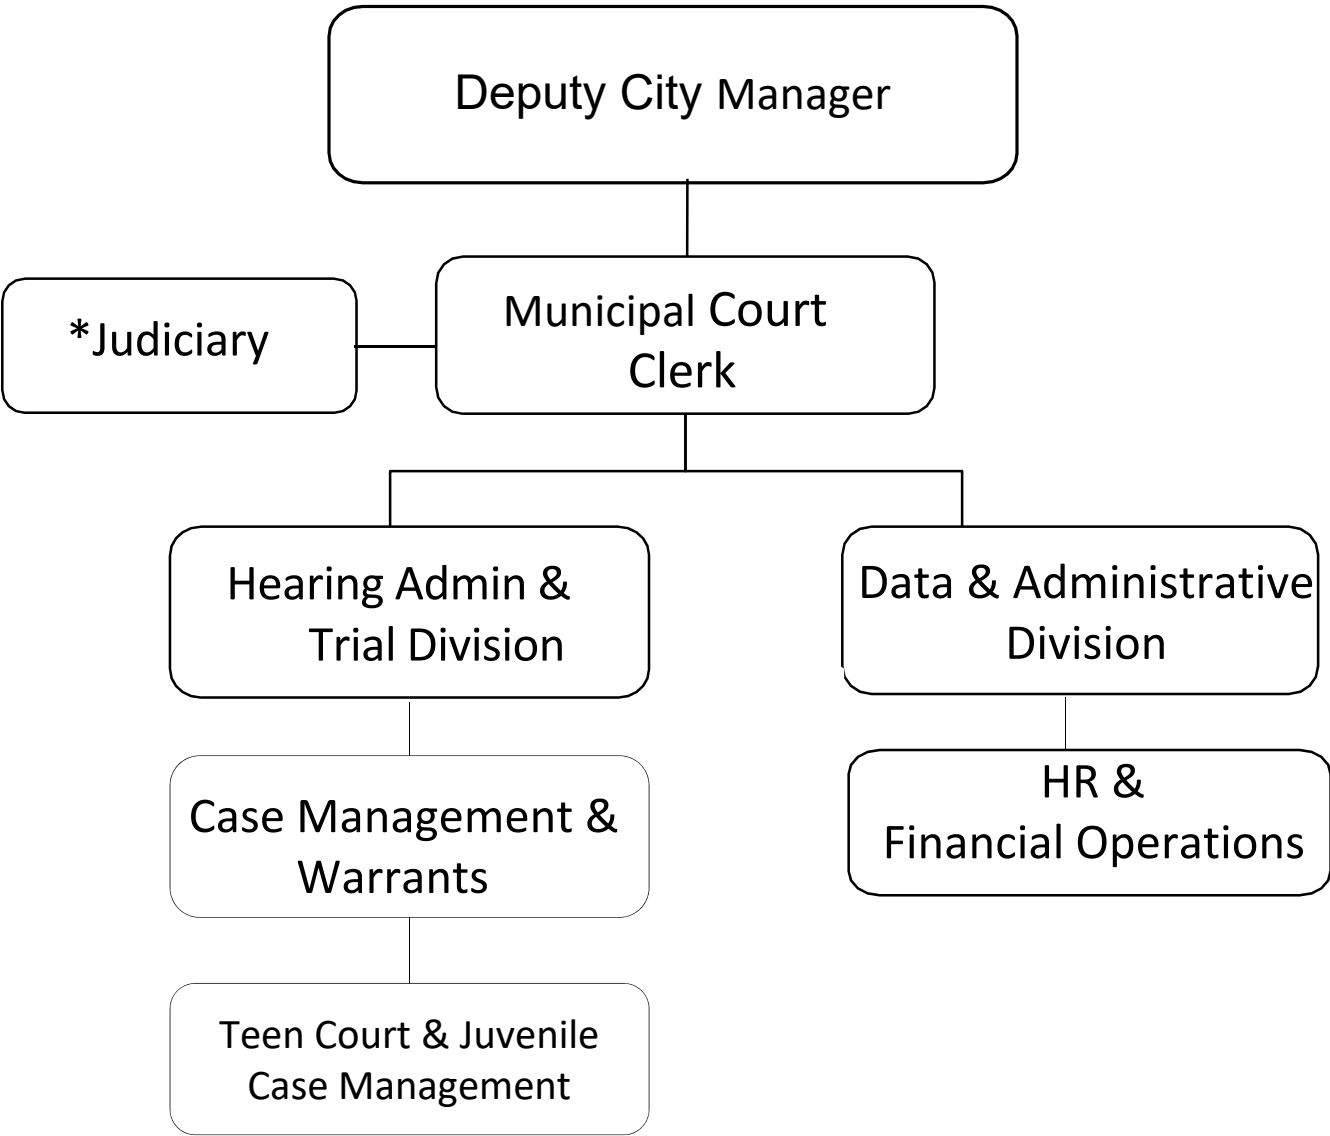 Deputy City Manager
*Judiciary
Municipal Court
Clerk
Hearing Admin &
Trial Division
Data & Administrative
Division
Case Management &
Warrants
HR &
Financial Operations
Teen Court & Juvenile
Case Management